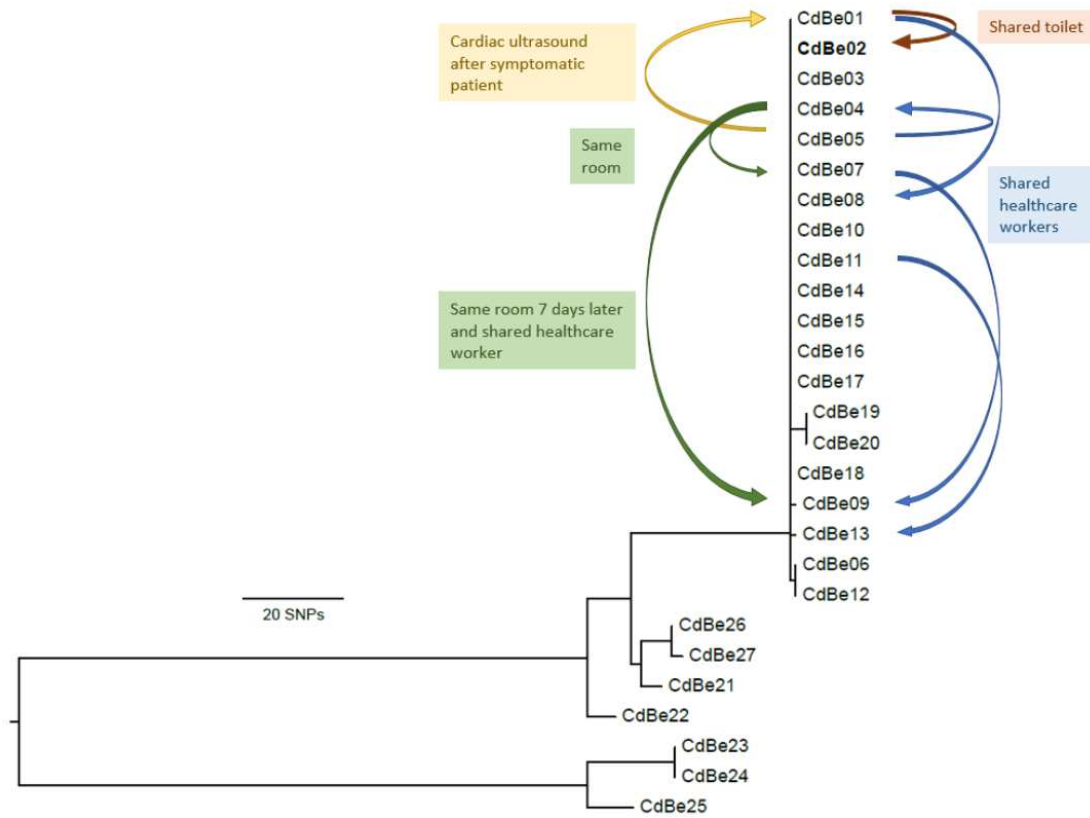 CdBe01
Shared toilet
Cardiac ultrasound
after symptomatic
patient
CdBe02
CdBe03
CdBe04
CdBe05
Same
room
CdBe07
Shared
healthcare
workers
CdBe08
CdBe10
CdBe11
CdBe14
Same room 7 days later
and shared healthcare
worker
CdBe15
CdBe16
CdBe17
CdBe19
CdBe20
CdBe18
CdBe09
CdBe13
CdBe06
CdBe12
20 SNPs
CdBe26
CdBe27
CdBe21
CdBe22
CdBe23
CdBe24
CdBe25